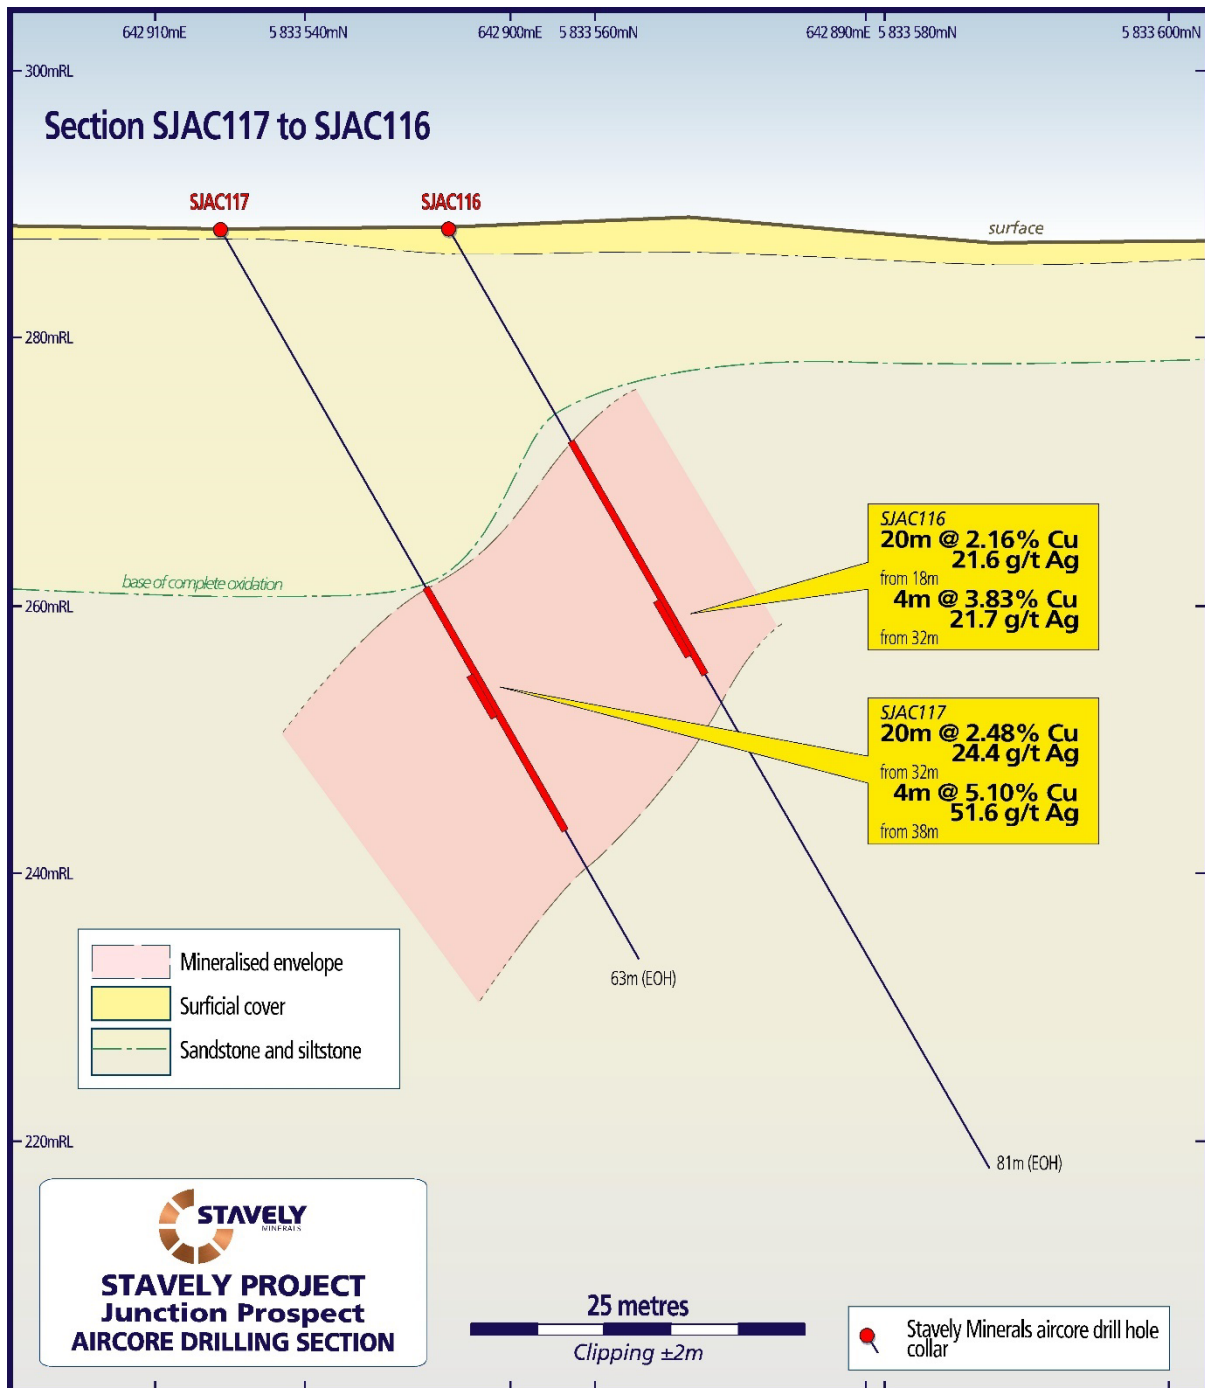 642 910mE
5 833 540mN
642 900mE
5 833 560mN
642 890mE
5 833 580mN
5 833 600mN
300mRL
Section SJAC117 to SJAC116
SJAC117
SJAC116
surface
280mRL
SJAC116
20m @ 2.16% Cu
21.6 g/t Ag
from 18m
4m @ 3.83% Cu
21.7 g/t Ag
from 32m
base of complete oxidation
260mRL
SJAC117
20m @ 2.48% Cu
24.4 g/t Ag
from 32m
4m @ 5.10% Cu
51.6 g/t Ag
from 38m
240mRL
Mineralised envelope
Surficial cover
Sandstone and siltstone
63m (EOH)
220mRL
81m (EOH)
STAVELY
MINERALS
STAVELY PROJECT
Junction Prospect
AIRCORE DRILLING SECTION
25 metres
Clipping ±2m
Stavely Minerals aircore drill hole
collar